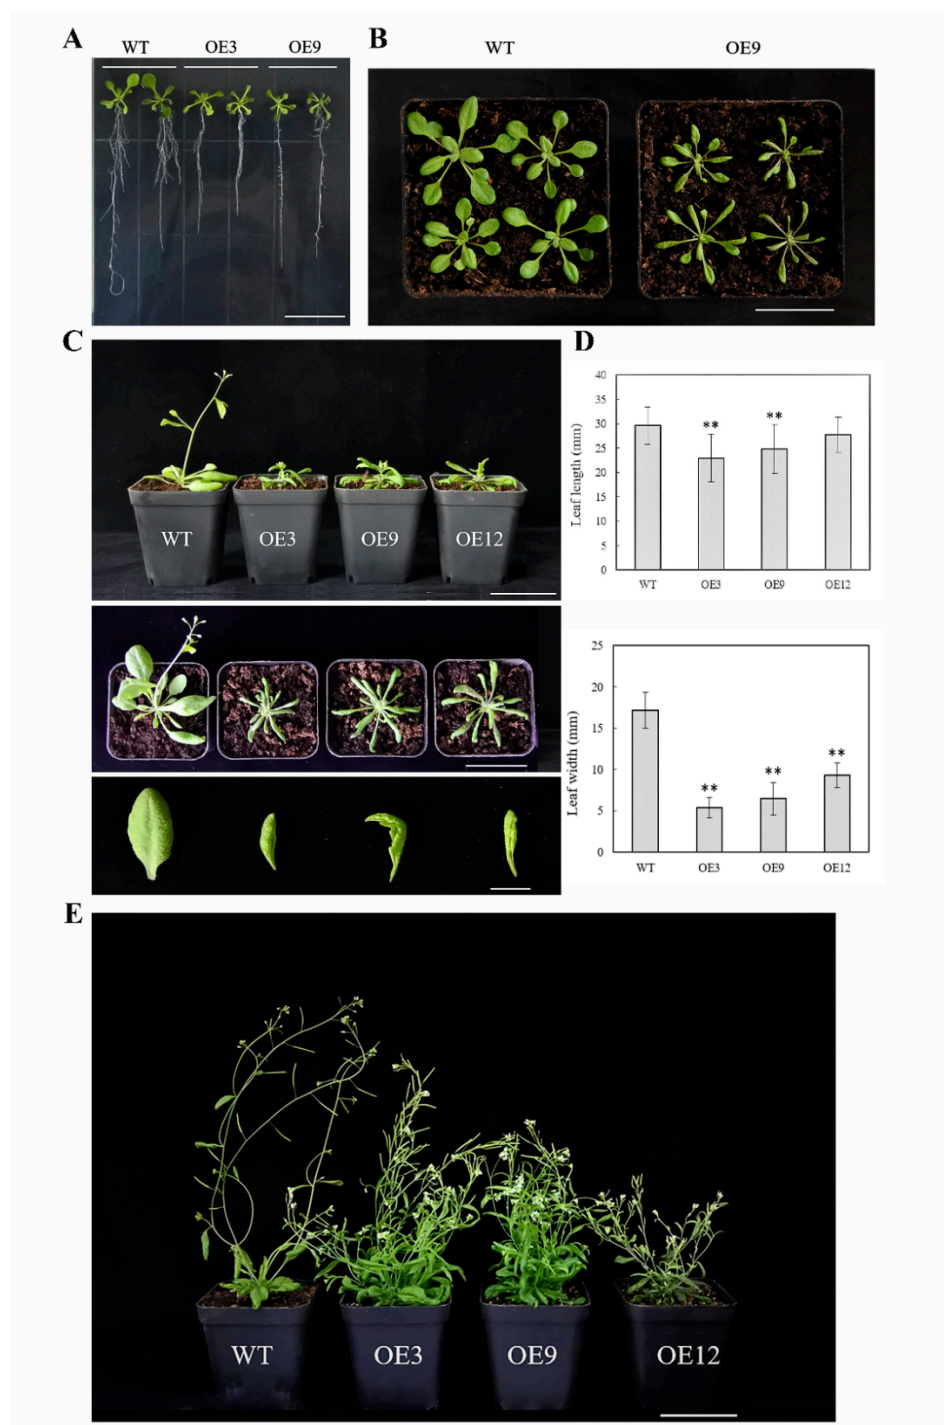 A
WT OE3 OE9
B
WT OE9
C
WT OE3 OE9 OE12
D
Leaf length (mm)
40
35
30
25
20
15
10
5
0
** **
WT OE3 OE9 OE12
Leaf width (mm)
25
20
15
10
5
0
** ** **
WT OE3 OE9 OE12
E
WT OE3 OE9 OE12